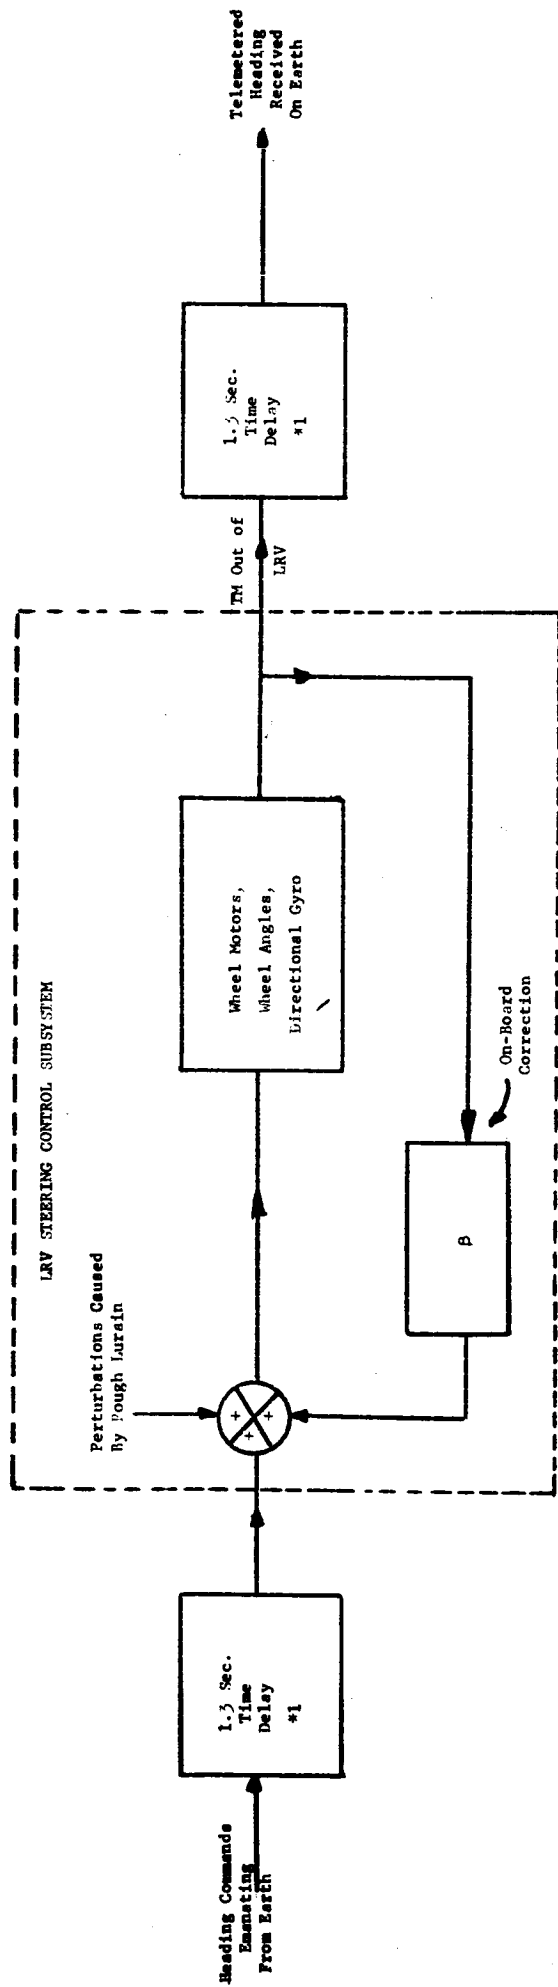 Heading Commands
Emanating
From Earth
1.3 Sec.
Time
Delay
*1
LRV STEERING CONTROL SUBSYSTEM
Perturbations Caused
By Rough Lurain
+
+
+
Wheel Motors,
Wheel Angles,
Directional Gyro
β
On-Board
Correction
TM Out of
LRV
1.3 Sec.
Time
Delay
*1
Telemetered
Heading
Received
On Earth